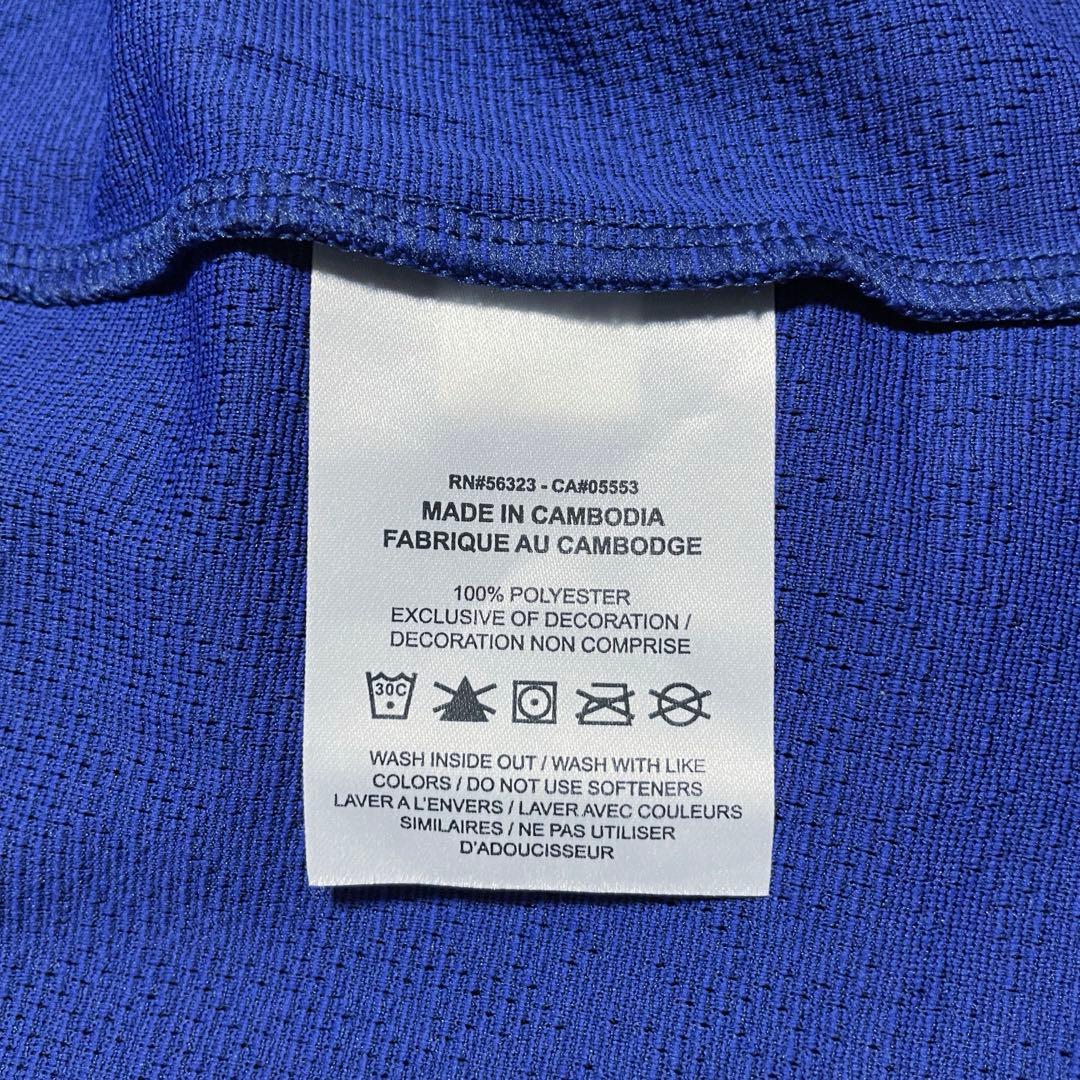 RN#56323 - CA#05553
MADE IN CAMBODIA
FABRIQUE AU CAMBODGE
100% POLYESTER
EXCLUSIVE OF DECORATION /
DECORATION NON COMPRISE
30C
WASH INSIDE OUT / WASH WITH LIKE
COLORS / DO NOT USE SOFTENERS
LAVER A L'ENVERS / LAVER AVEC COULEURS
SIMILAIRES / NE PAS UTILISER
D'ADOUCISSEUR